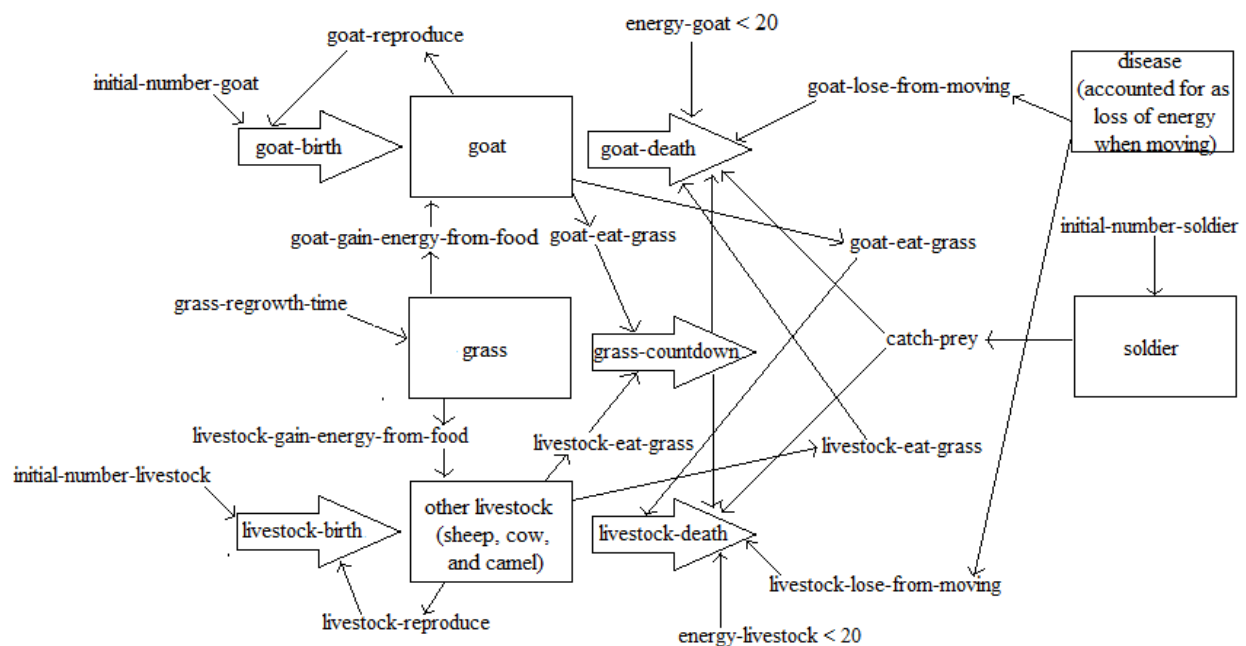 energy-goat < 20
goat-reproduce
initial-number-goat
goat-lose-from-moving
disease
(accounted for as
loss of energy
when moving)
goat-birth
goat
goat-death
goat-gain-energy-from-food
goat-eat-grass
goat-eat-grass
initial-number-soldier
grass-regrowth-time
grass
grass-countdown
catch-prey
soldier
livestock-gain-energy-from-food
livestock-eat-grass
livestock-eat-grass
initial-number-livestock
livestock-birth
other livestock
(sheep, cow,
and camel)
livestock-death
livestock-lose-from-moving
livestock-reproduce
energy-livestock < 20